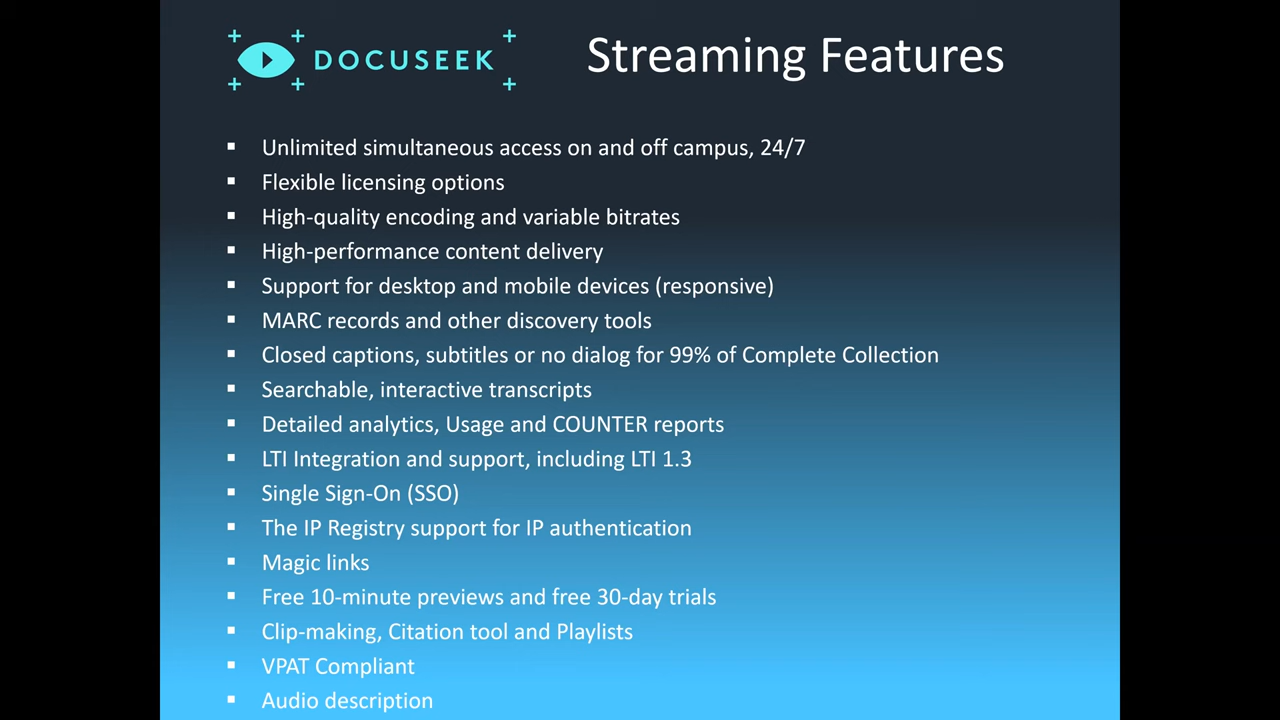 DOCUSEEK
Streaming Features
▪ Unlimited simultaneous access on and off campus, 24/7
▪ Flexible licensing options
▪ High-quality encoding and variable bitrates
▪ High-performance content delivery
▪ Support for desktop and mobile devices (responsive)
▪ MARC records and other discovery tools
▪ Closed captions, subtitles or no dialog for 99% of Complete Collection
▪ Searchable, interactive transcripts
▪ Detailed analytics, Usage and COUNTER reports
▪ LTI Integration and support, including LTI 1.3
▪ Single Sign-On (SSO)
▪ The IP Registry support for IP authentication
▪ Magic links
▪ Free 10-minute previews and free 30-day trials
▪ Clip-making, Citation tool and Playlists
▪ VPAT Compliant
▪ Audio description